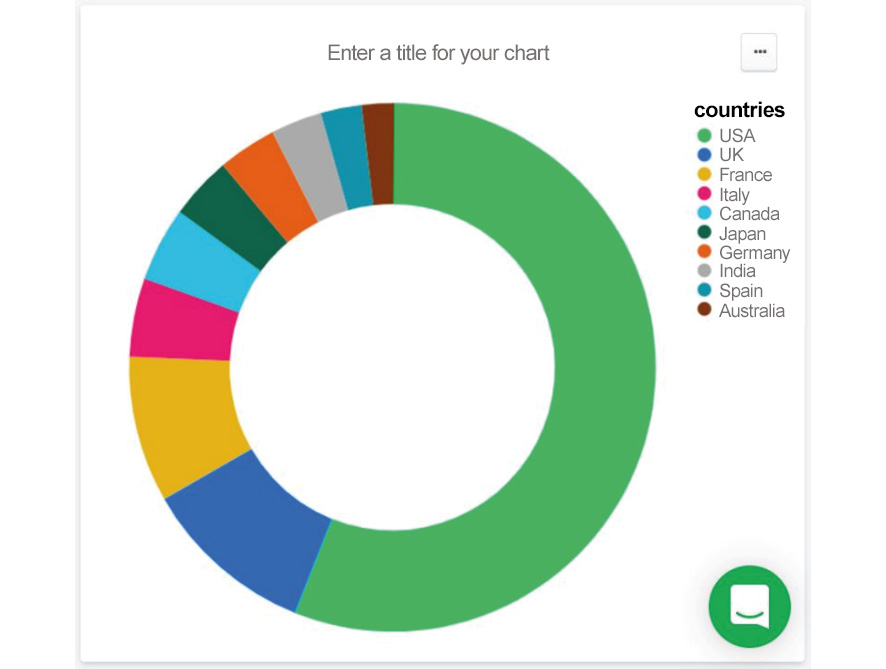 Enter a title for your chart
countries
USA
UK
France
Italy
Canada
Japan
Germany
India
Spain
Australia